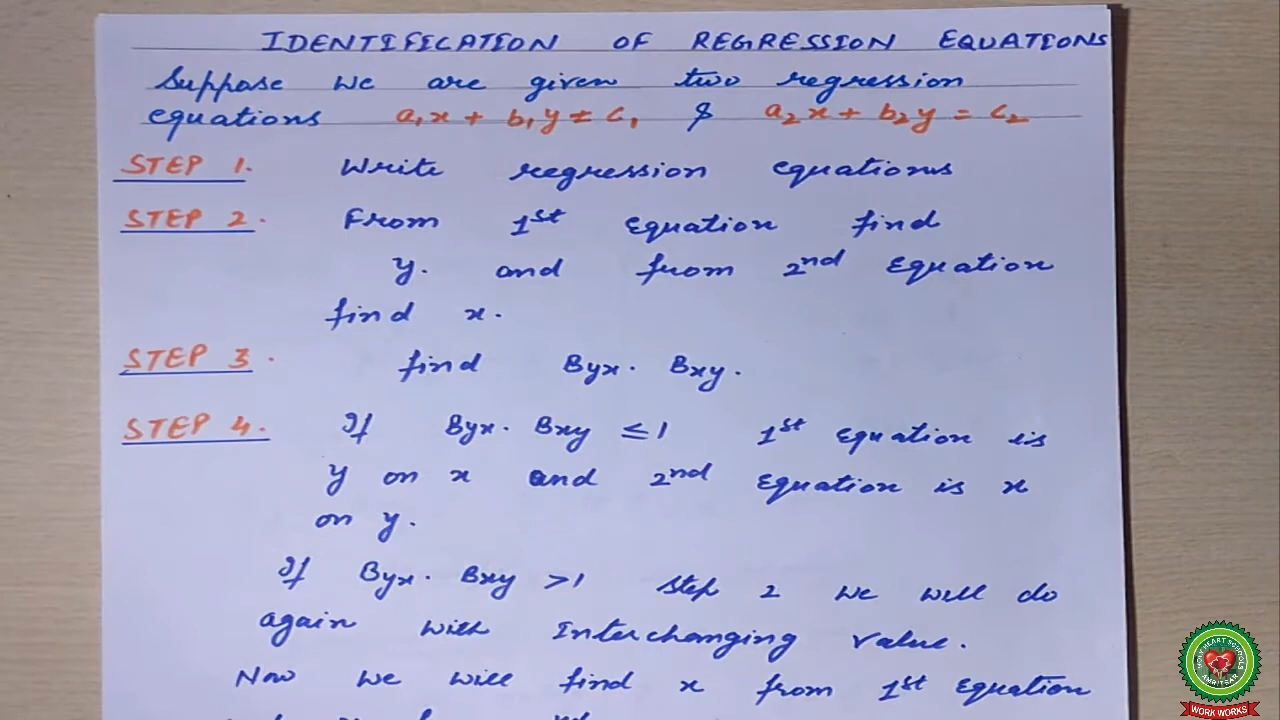 IDENTIFICATION OF REGRESSION EQUATIONS
Suppose we are given two regression
equations a₁x + b₁y = c₁ & a₂x + b₂y = c₂
STEP 1. Write regression equations
STEP 2. From 1st Equation find
y. and from 2nd Equation
find x.
STEP 3. find Byx. Bxy.
STEP 4. If Byx. Bxy ≤ 1 1st Equation is
y on x and 2nd Equation is x
on y.
If Byx. Bxy > 1 Step 2 we will do
again with Interchanging value.
Now we will find x from 1st Equation
WORK WORKS